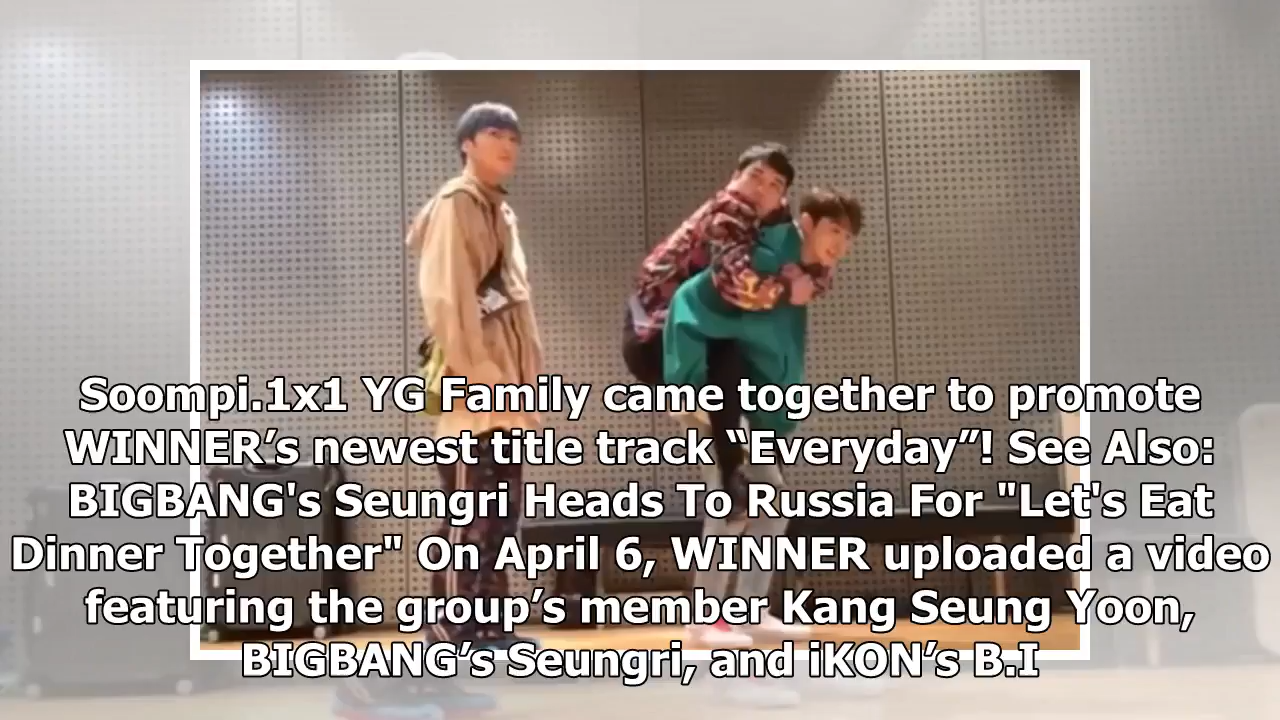 Soompi.1x1 YG Family came together to promote
WINNER’s newest title track “Everyday”! See Also:
BIGBANG's Seungri Heads To Russia For "Let's Eat
Dinner Together" On April 6, WINNER uploaded a video
featuring the group’s member Kang Seung Yoon,
BIGBANG’s Seungri, and iKON’s B.I